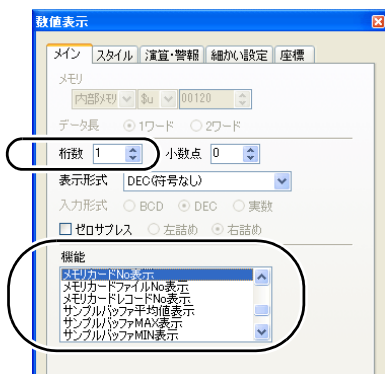 数値表示
メイン スタイル 演算・警報 細かい設定 座標
メモリ
内部メモリ $u 00120
データ長 1ワード 2ワード
桁数 1 小数点 0
表示形式 DEC(符号なし)
入力形式 BCD DEC 実数
ゼロサプレス 左詰め 右詰め
機能
メモリカードNo表示
メモリカードファイルNo表示
メモリカードレコードNo表示
サンプルバッファ平均値表示
サンプルバッファMAX表示
サンプルバッファMIN表示